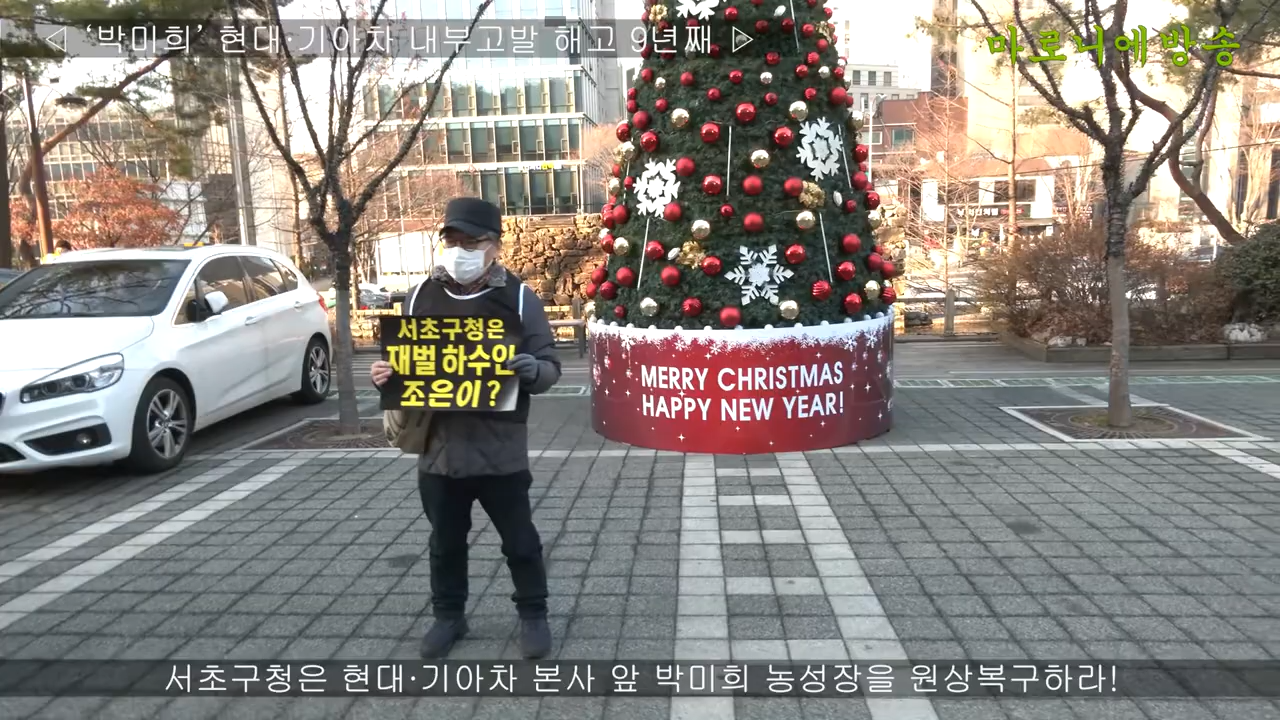 ◁ ‘박미희’ 현대·기아차 내부고발 해고 9년째 ▷
마로니에방송
서초구청은
재벌 하수인
조은이?
MERRY CHRISTMAS
HAPPY NEW YEAR!
서초구청은 현대·기아차 본사 앞 박미희 농성장을 원상복구하라!